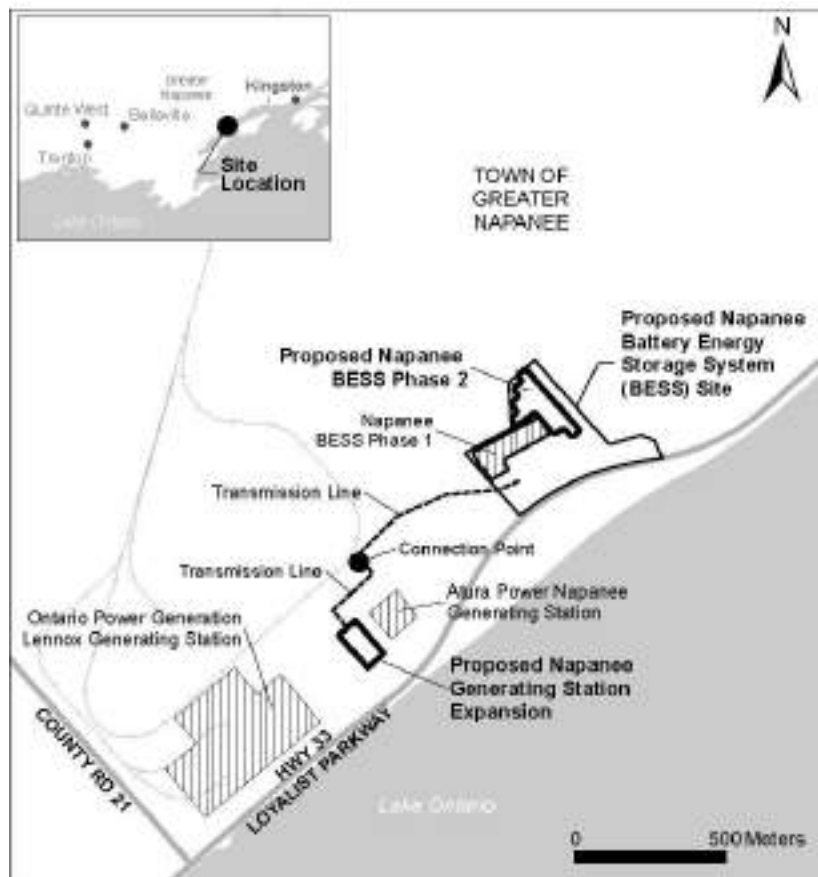 N
Greater
Napanee
Kingston
Quinte West
Belleville
Trenton
Site
Location
Lake Ontario
TOWN OF
GREATER
NAPANEE
Proposed Napanee
BESS Phase 2
Proposed Napanee
Battery Energy
Storage System
(BESS) Site
Napanee
BESS Phase 1
Transmission Line
Connection Point
Transmission Line
Atura Power Napanee
Generating Station
Ontario Power Generation
Lennox Generating Station
Proposed Napanee
Generating Station
Expansion
COUNTY RD 21
HWY 33
LOYALIST PARKWAY
Lake Ontario
0 500 Meters